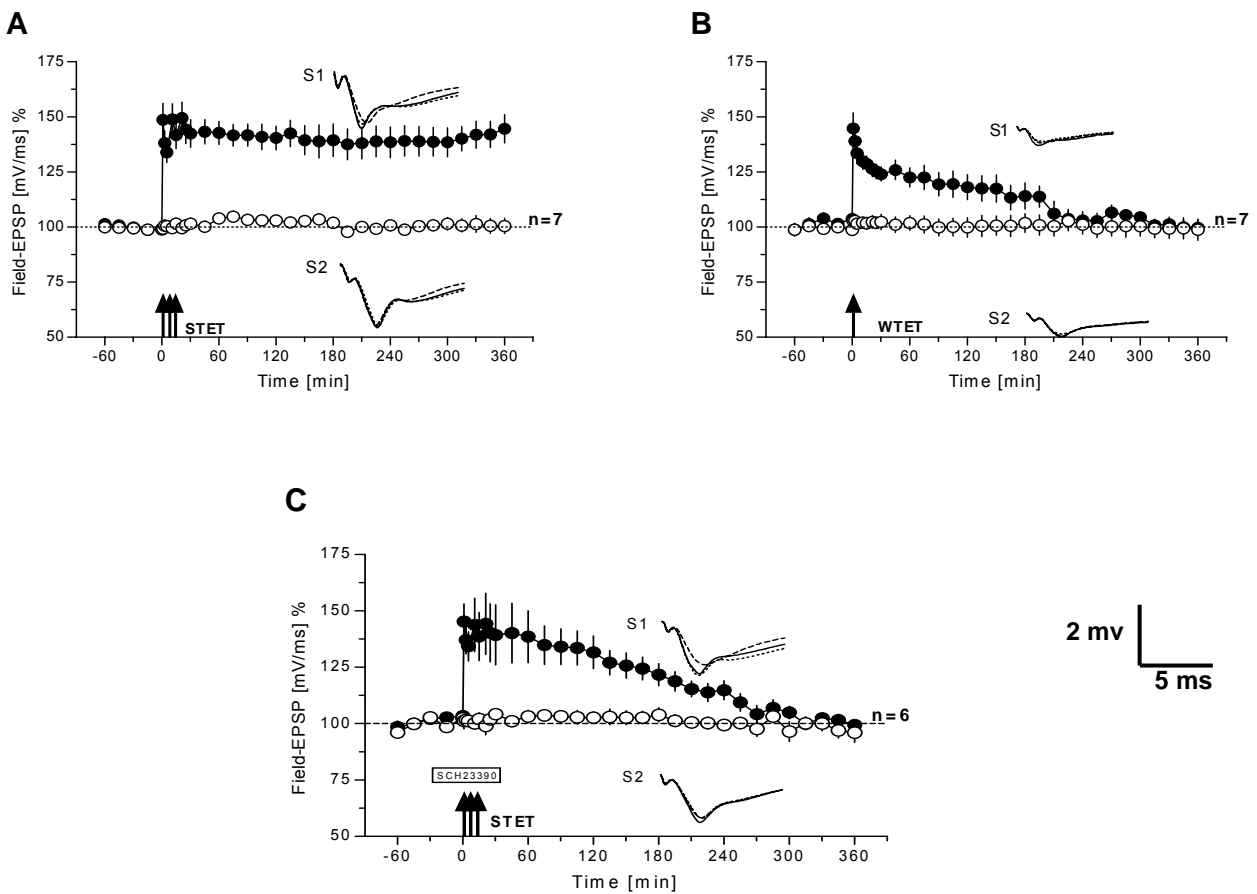 A
175
150
125
100
75
50
Field-EPSP [mV/ms] %
S1
n=7
S2
STET
-60 0 60 120 180 240 300 360
Time [min]
B
175
150
125
100
75
50
Field-EPSP [mV/ms] %
S1
n=7
WTET
S2
-60 0 60 120 180 240 300 360
Time [min]
C
175
150
125
100
75
50
Field-EPSP [mV/ms] %
S1
n=6
SCH23390
S2
STET
-60 0 60 120 180 240 300 360
Time [min]
2 mv
5 ms